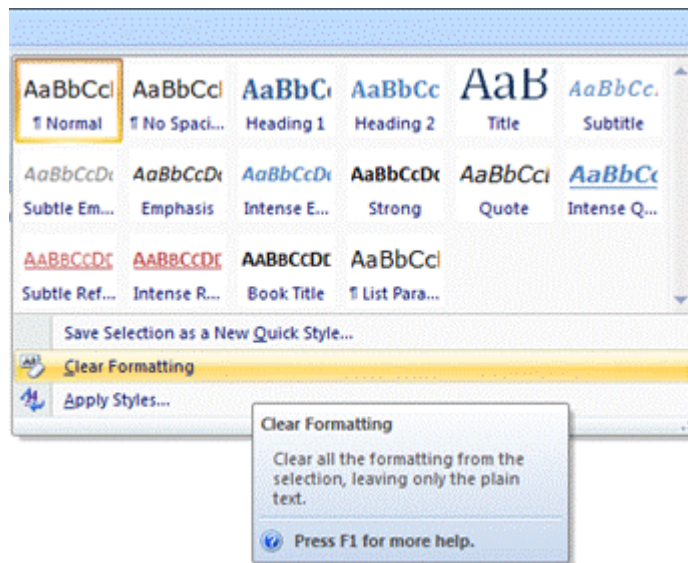 AaBbCcI AaBbCcI AaBbC AaBbCc AaB AaBbCc.
¶ Normal ¶ No Spaci... Heading 1 Heading 2 Title Subtitle
AaBbCcDc AaBbCcDc AaBbCcDc AaBbCcDc AaBbCcI AaBbCc
Subtle Em... Emphasis Intense E... Strong Quote Intense Q...
AABBCCDE AABBCCDE AABBCCDE AaBbCcI
Subtle Ref... Intense R... Book Title ¶ List Para...
Save Selection as a New Quick Style...
Clear Formatting
Apply Styles...
Clear Formatting
Clear all the formatting from the
selection, leaving only the plain
text.
Press F1 for more help.